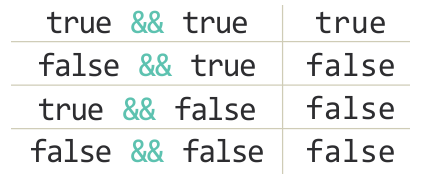 true && true true
false && true false
true && false false
false && false false